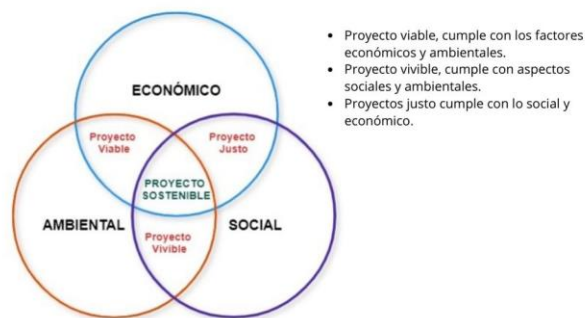 ECONÓMICO
Proyecto
Viable
Proyecto
Justo
PROYECTO
SOSTENIBLE
AMBIENTAL
SOCIAL
Proyecto
Vivible
• Proyecto viable, cumple con los factores
económicos y ambientales.
• Proyecto vivible, cumple con aspectos
sociales y ambientales.
• Proyectos justo cumple con lo social y
económico.